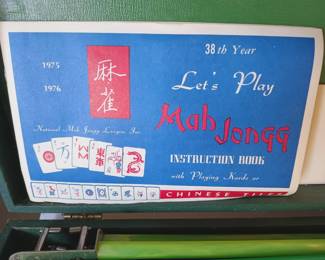 38th Year
1975
1976
麻雀
Let's Play
Mah Jongg
National Mah Jongg League Inc.
INSTRUCTION BOOK
with Playing Kards or
CHINESE TILES